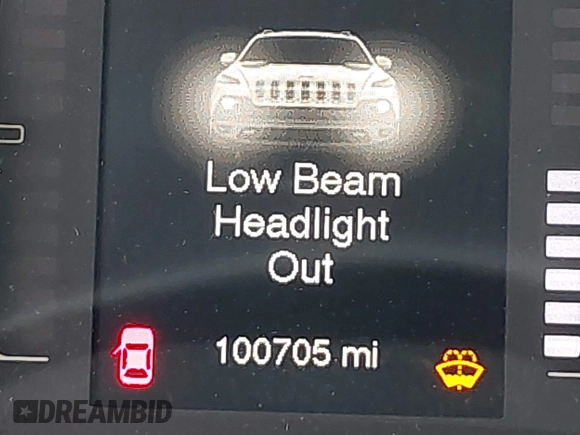 Low Beam
Headlight
Out
100705 mi
DREAMBID